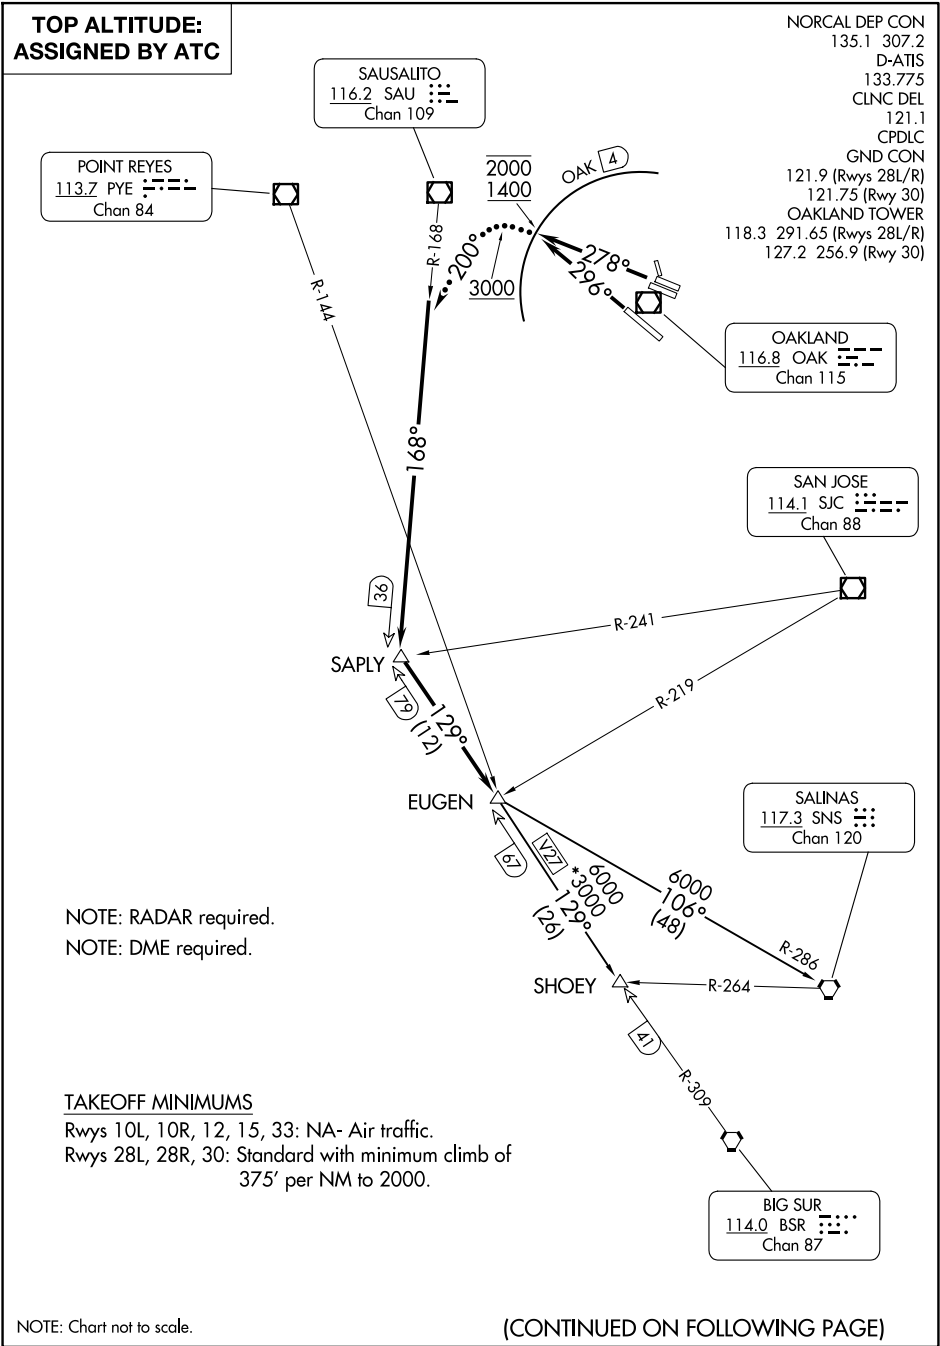 TOP ALTITUDE:
ASSIGNED BY ATC
NORCAL DEP CON
135.1 307.2
D-ATIS
133.775
CLNC DEL
121.1
CPDLC
GND CON
121.9 (Rwys 28L/R)
121.75 (Rwy 30)
OAKLAND TOWER
118.3 291.65 (Rwys 28L/R)
127.2 256.9 (Rwy 30)
SAUSALITO
116.2 SAU
Chan 109
POINT REYES
113.7 PYE
Chan 84
2000
1400
OAK 4
R-168
200°
3000
278°
296°
R-144
OAKLAND
116.8 OAK
Chan 115
168°
SAN JOSE
114.1 SJC
Chan 88
36
R-241
SAPLY
79
129°
(12)
R-219
EUGEN
67
V27
6000
*3000
129°
(26)
6000
106°
(48)
SALINAS
117.3 SNS
Chan 120
R-286
SHOEY
R-264
41
R-309
NOTE: RADAR required.
NOTE: DME required.
TAKEOFF MINIMUMS
Rwys 10L, 10R, 12, 15, 33: NA- Air traffic.
Rwys 28L, 28R, 30: Standard with minimum climb of
375' per NM to 2000.
BIG SUR
114.0 BSR
Chan 87
NOTE: Chart not to scale.
(CONTINUED ON FOLLOWING PAGE)